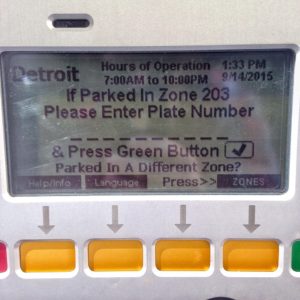 Detroit Hours of Operation 1:33 PM
7:00AM to 10:00PM 9/14/2015
If Parked In Zone 203
Please Enter Plate Number
& Press Green Button
Parked In A Different Zone?
Help/Info Language Press>> ZONES